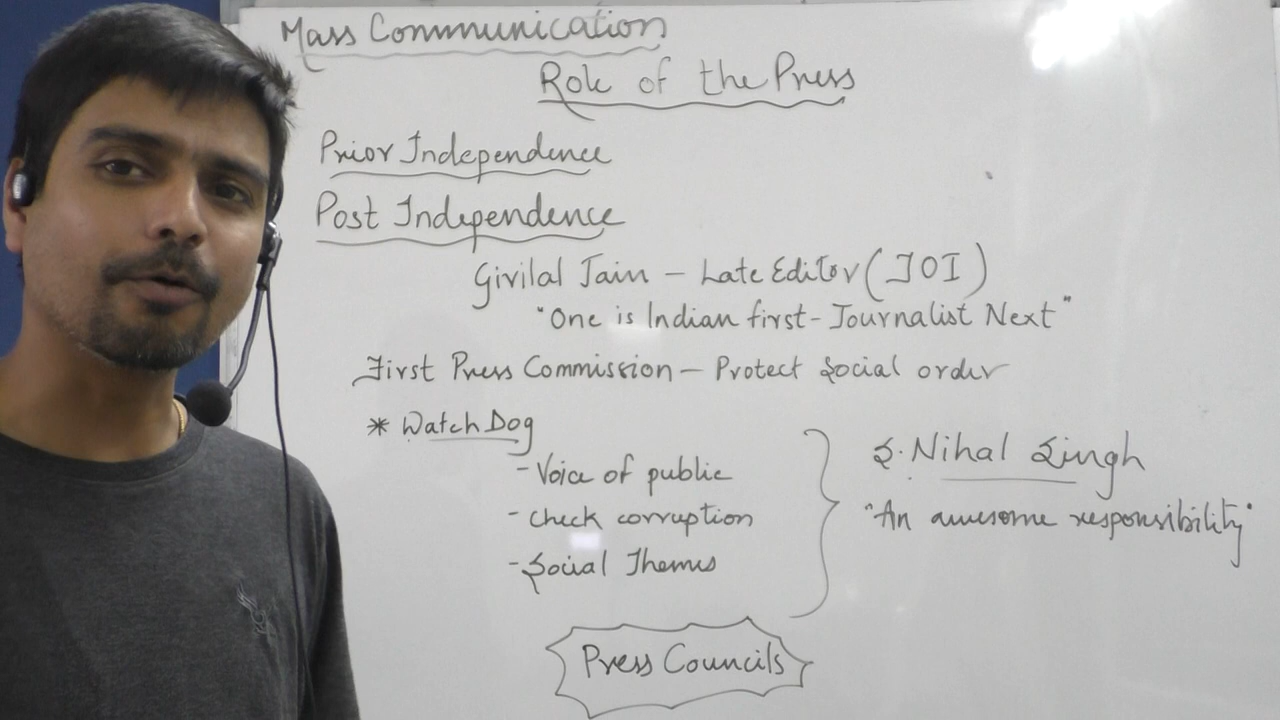 Mass Communication
Role of the Press
Prior Independence
Post Independence
Girilal Jain – Late Editor (TOI)
"One is Indian first - Journalist Next"
First Press Commission – Protect Social order
* Watch Dog
- Voice of public
- Check corruption
- Social Themes
S. Nihal Singh
"An awesome responsibility"
Press Councils